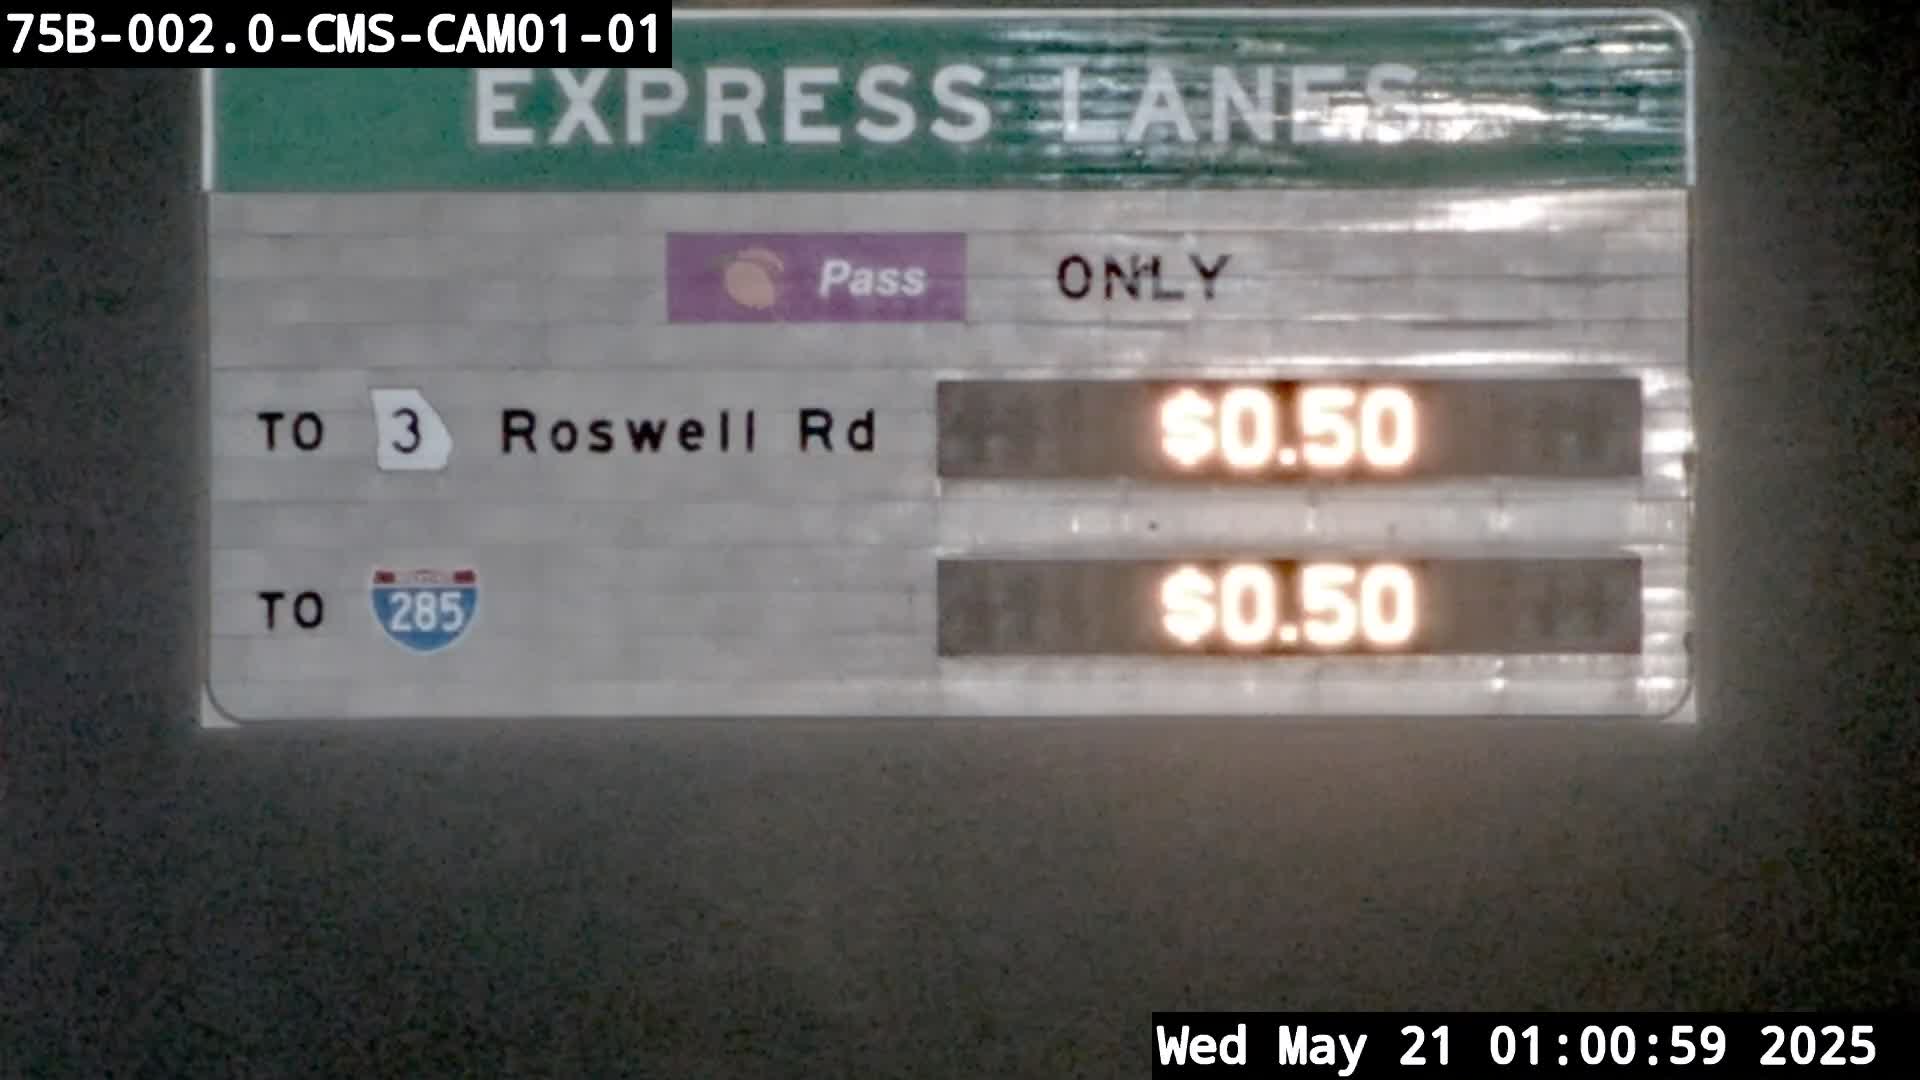 75B-002.0-CMS-CAM01-01
EXPRESS LANES
Pass ONLY
TO 3 Roswell Rd $0.50
TO 285 $0.50
Wed May 21 01:00:59 2025